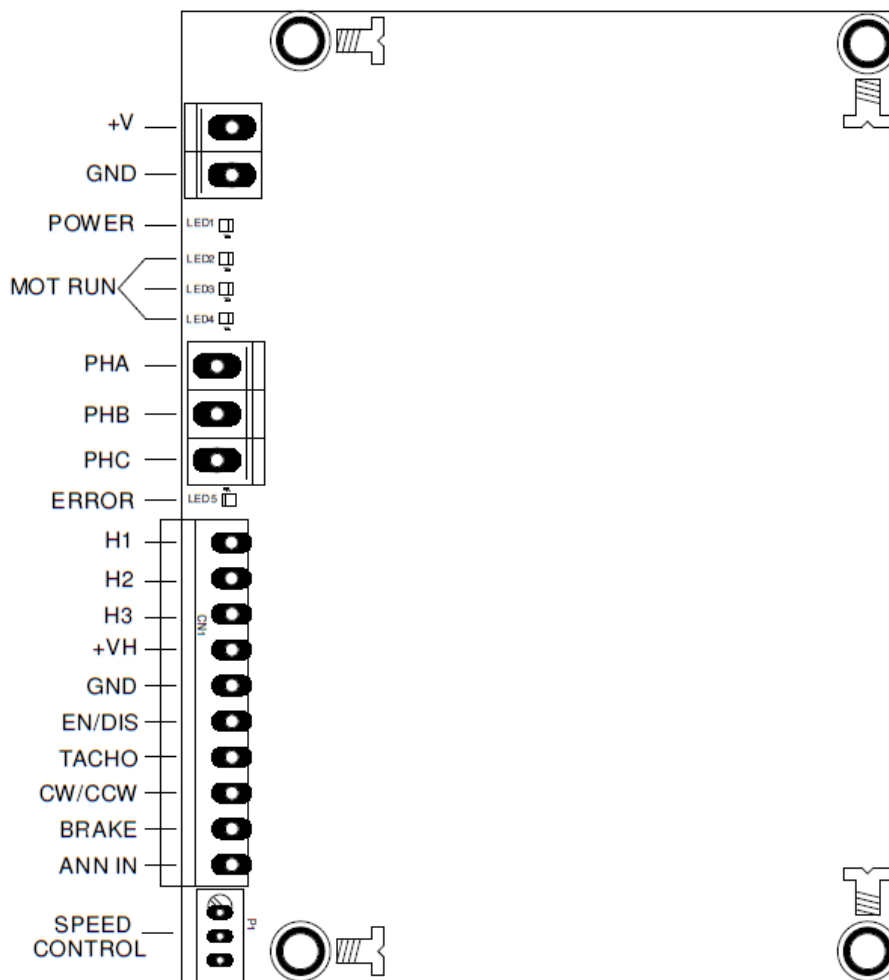 +V
GND
POWER
LED1
LED2
MOT RUN
LED3
LED4
PHA
PHB
PHC
ERROR
LED5
H1
H2
H3
CN1
+VH
GND
EN/DIS
TACHO
CW/CCW
BRAKE
ANN IN
SPEED
CONTROL
P1